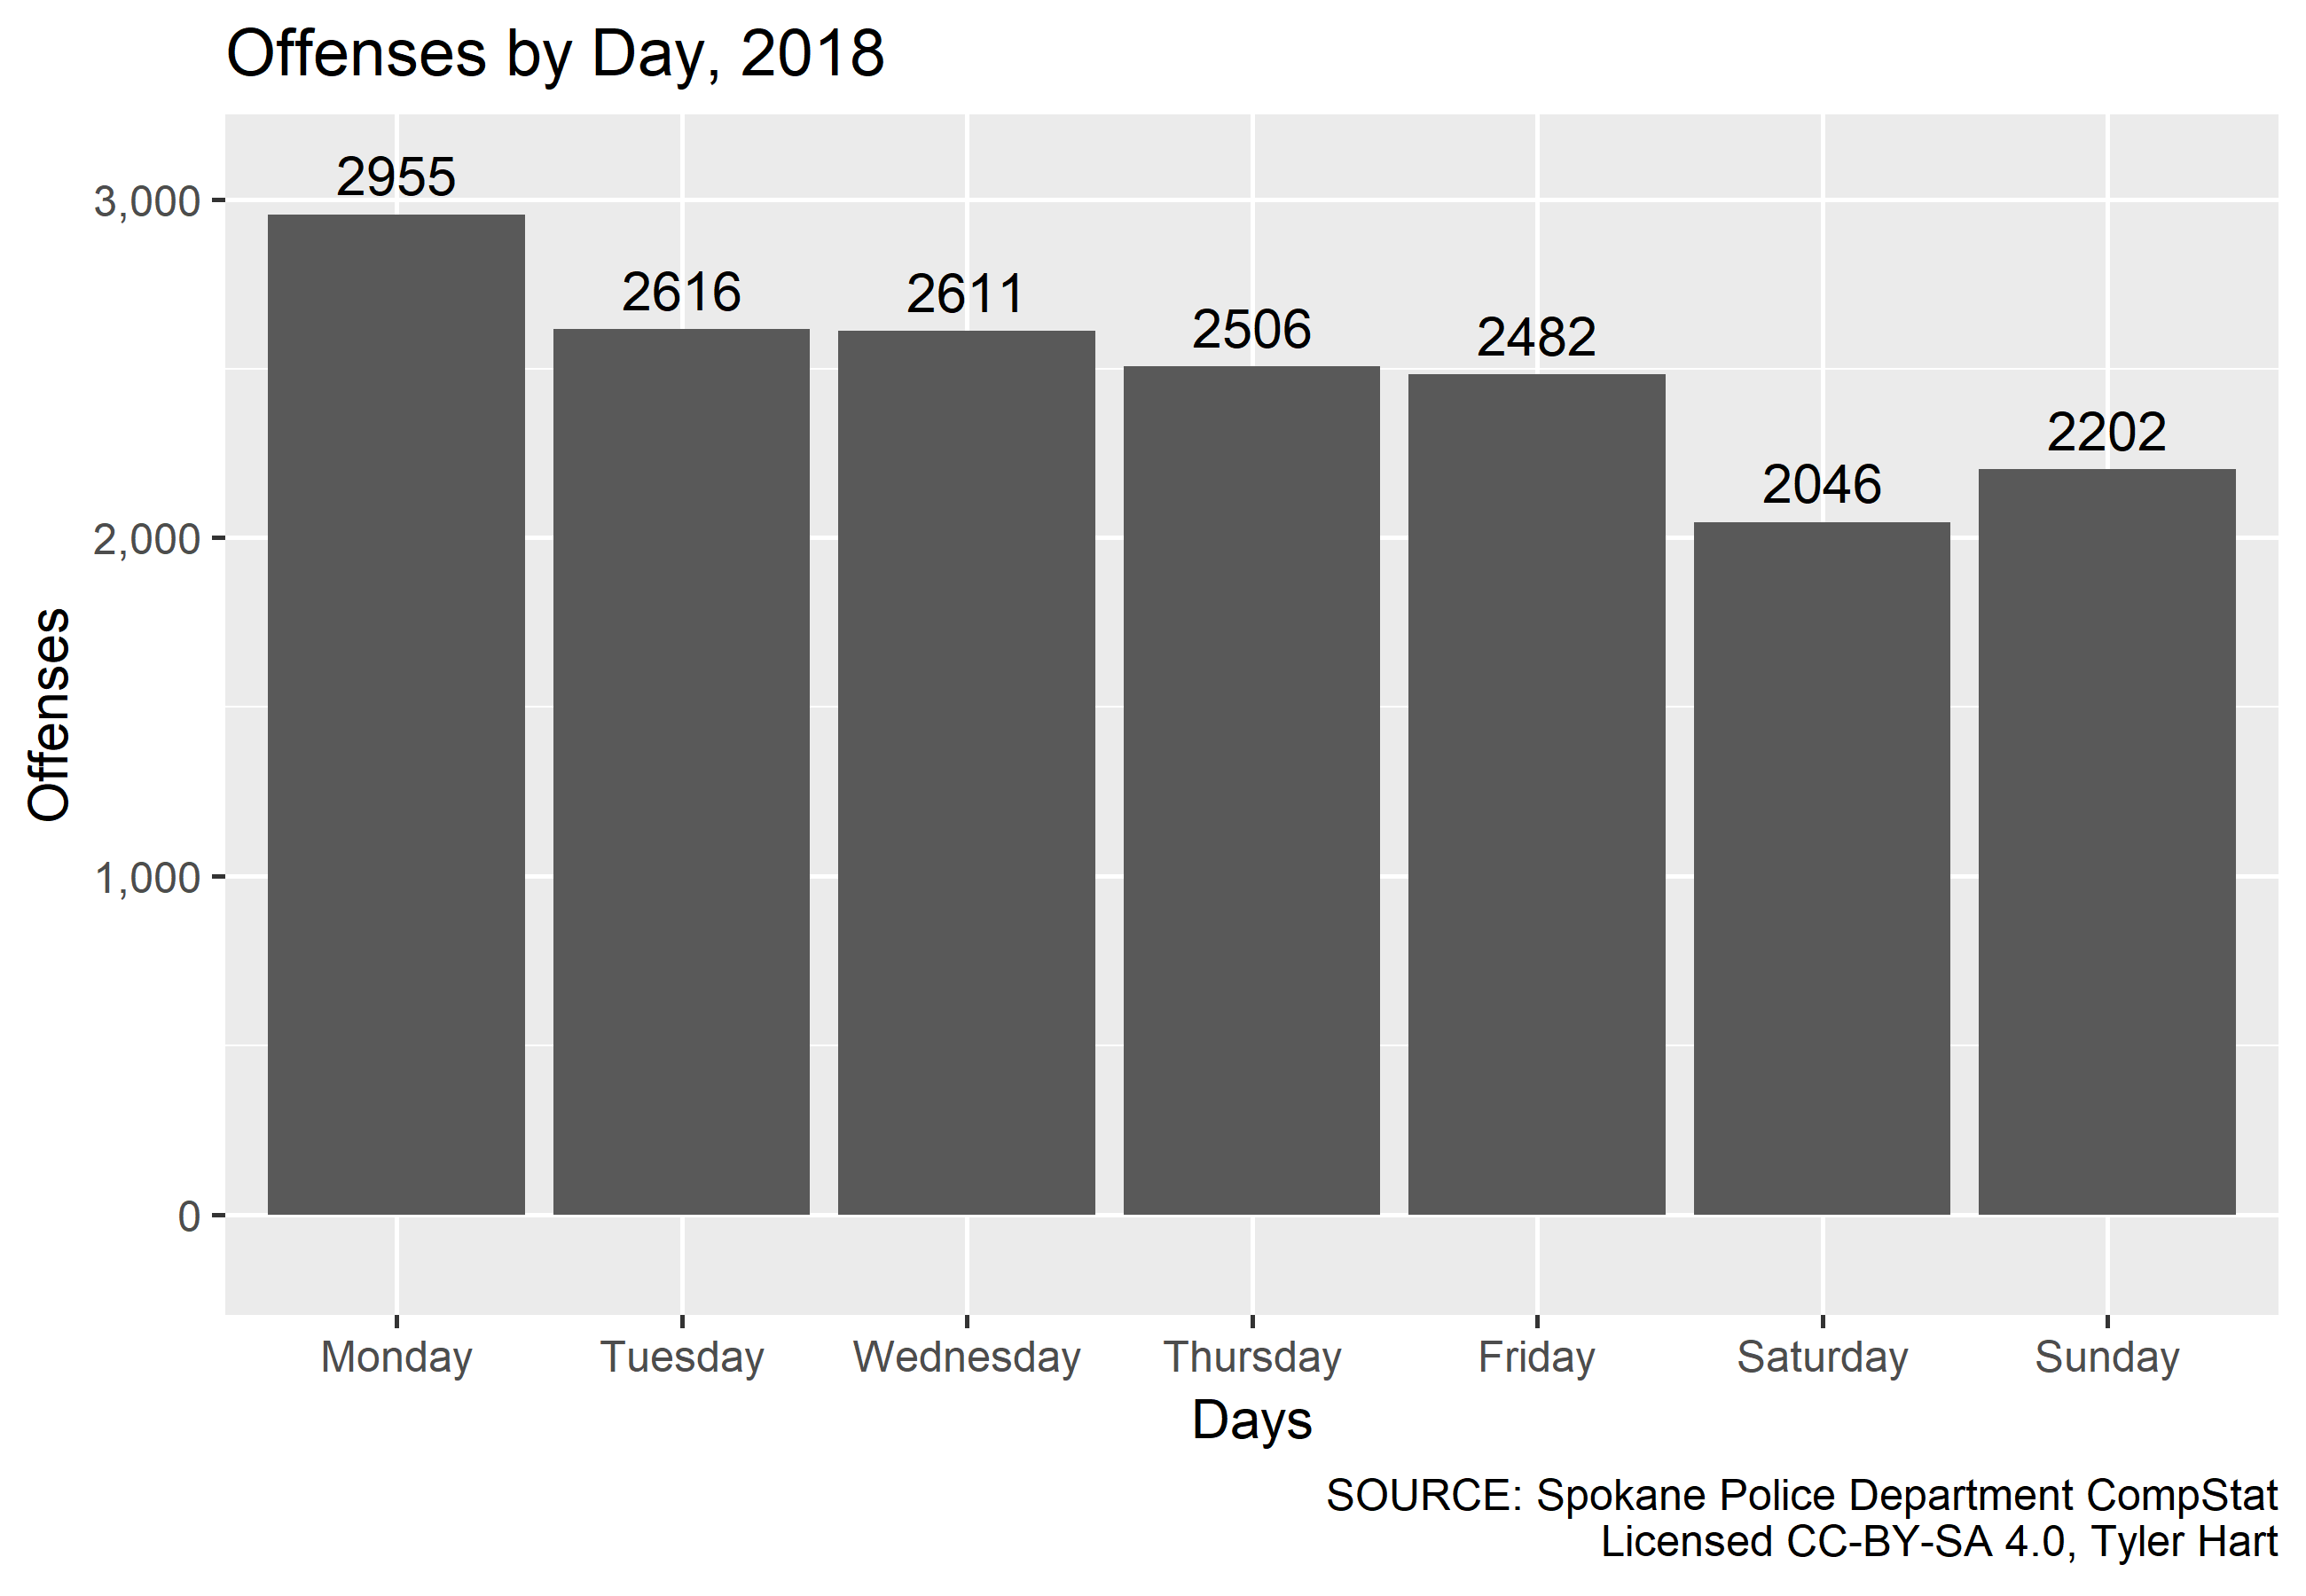 Offenses by Day, 2018
2955
2616
2611
2506
2482
2046
2202
3,000
2,000
1,000
0
Offenses
Monday Tuesday Wednesday Thursday Friday Saturday Sunday
Days
SOURCE: Spokane Police Department CompStat
Licensed CC-BY-SA 4.0, Tyler Hart